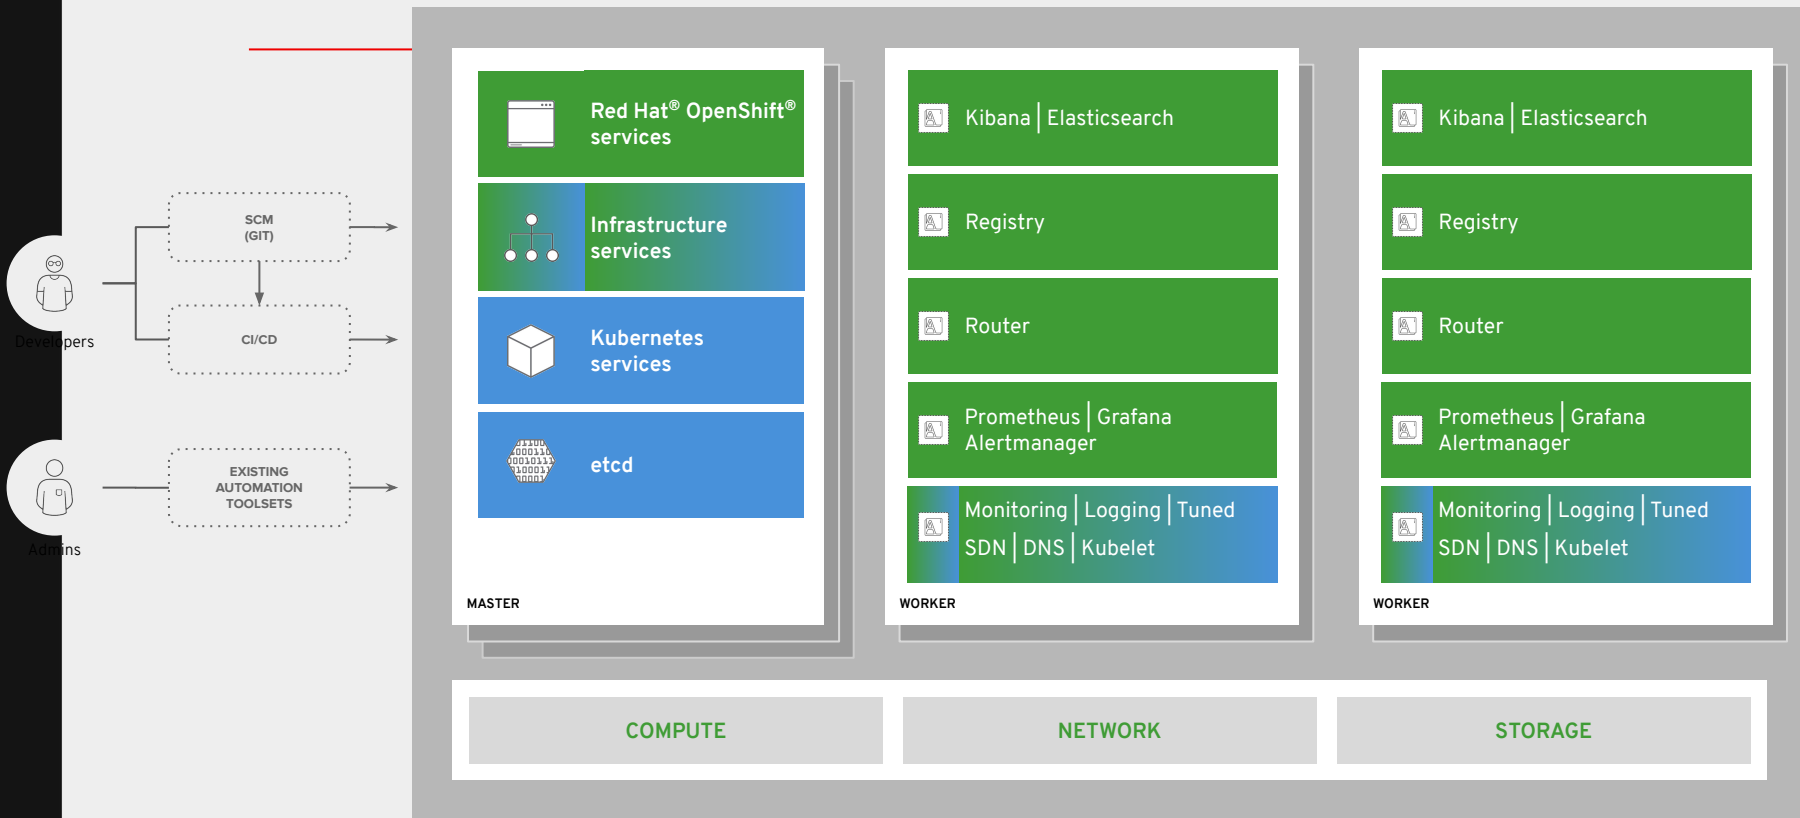 SCM
(GIT)
CI/CD
Developers
EXISTING
AUTOMATION
TOOLSETS
Admins
Red Hat® OpenShift®
services
Infrastructure
services
Kubernetes
services
etcd
MASTER
Kibana | Elasticsearch
Registry
Router
Prometheus | Grafana
Alertmanager
Monitoring | Logging | Tuned
SDN | DNS | Kubelet
WORKER
Kibana | Elasticsearch
Registry
Router
Prometheus | Grafana
Alertmanager
Monitoring | Logging | Tuned
SDN | DNS | Kubelet
WORKER
COMPUTE
NETWORK
STORAGE